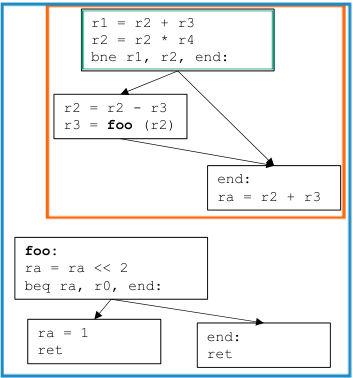 r1 = r2 + r3
r2 = r2 * r4
bne r1, r2, end:
r2 = r2 - r3
r3 = foo (r2)
end:
ra = r2 + r3
foo:
ra = ra << 2
beq ra, r0, end:
ra = 1
ret
end:
ret